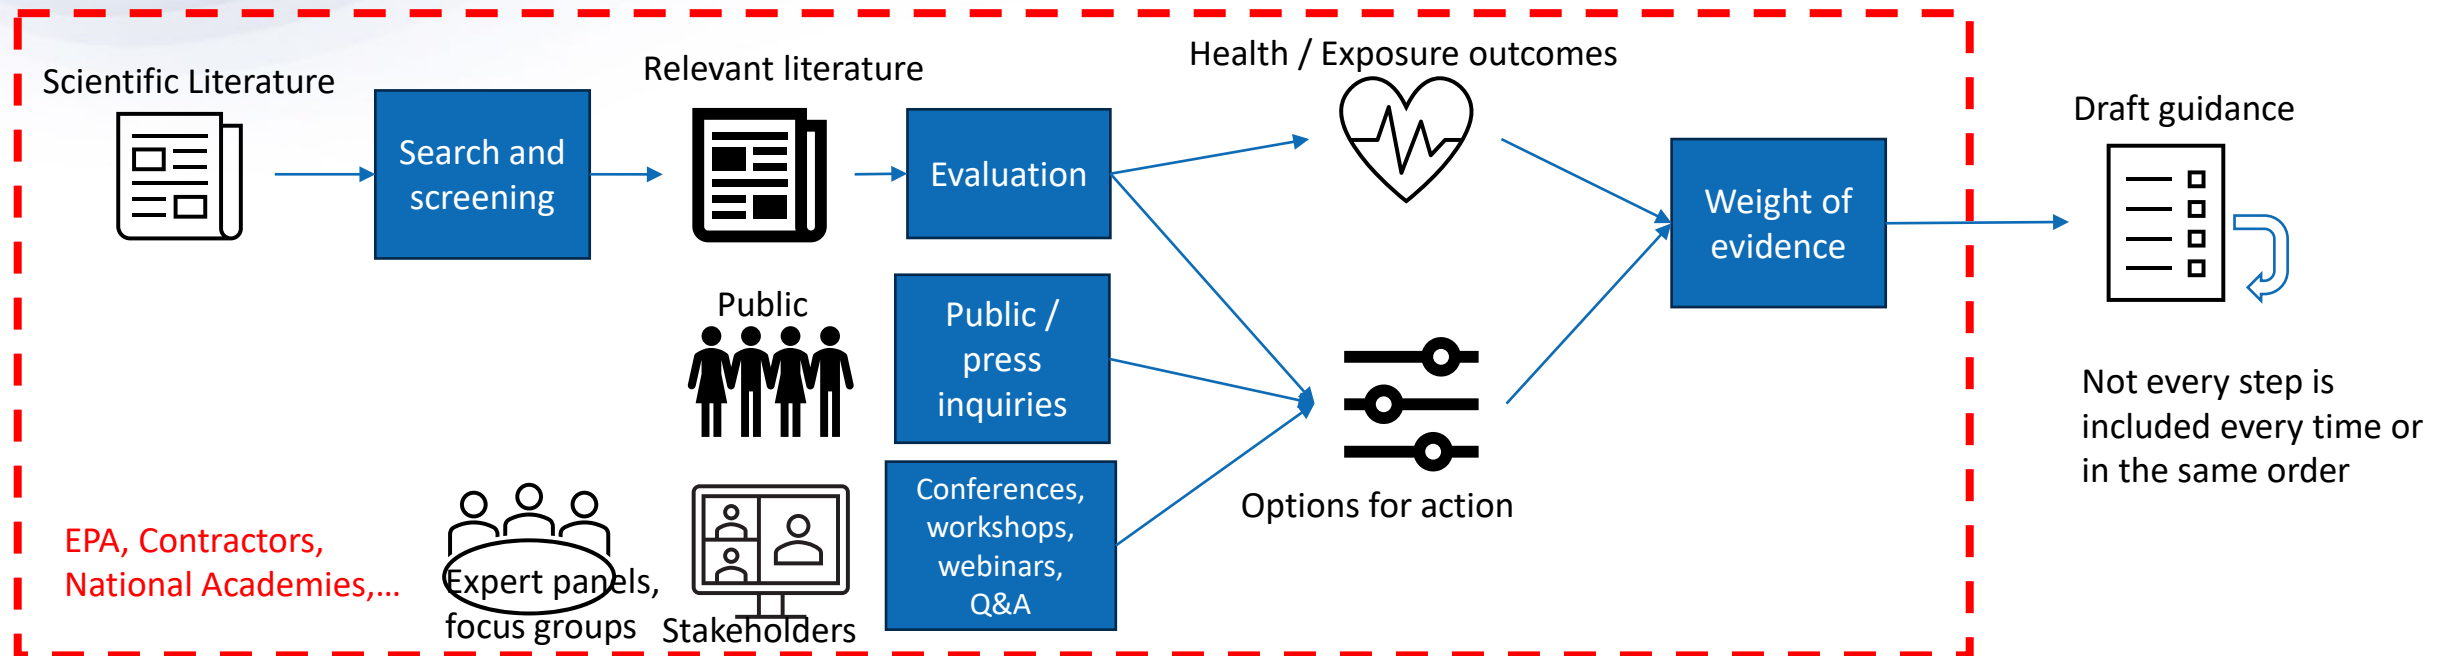 Scientific Literature
Search and
screening
Relevant literature
Evaluation
Health / Exposure outcomes
Weight of
evidence
Draft guidance
Public
Public /
press
inquiries
Options for action
Not every step is
included every time or
in the same order
EPA, Contractors,
National Academies,...
Expert panels,
focus groups
Stakeholders
Conferences,
workshops,
webinars,
Q&A